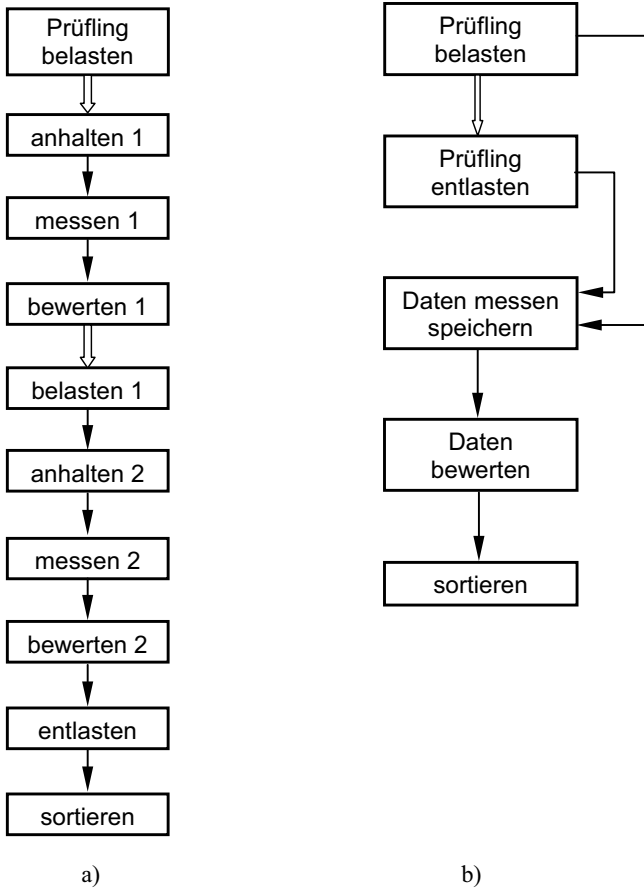 Prüfling
belasten
anhalten 1
messen 1
bewerten 1
belasten 1
anhalten 2
messen 2
bewerten 2
entlasten
sortieren
a)
Prüfling
belasten
Prüfling
entlasten
Daten messen
speichern
Daten
bewerten
sortieren
b)